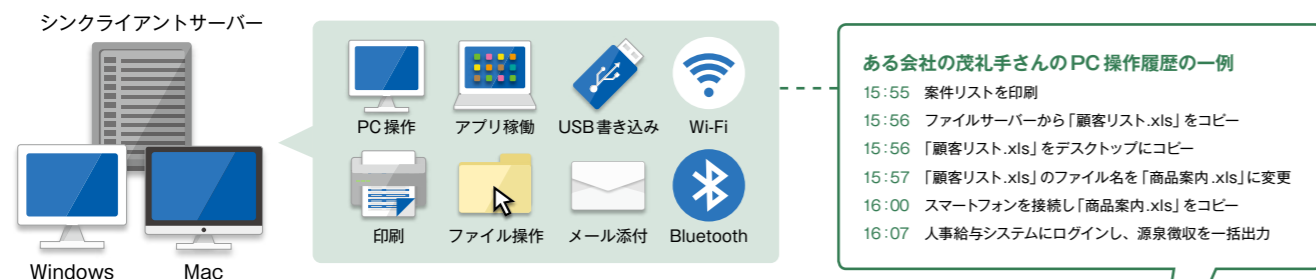 シンクライアントサーバー
Windows
Mac
PC操作
アプリ稼働
USB書き込み
Wi-Fi
印刷
ファイル操作
メール添付
Bluetooth
ある会社の茂礼手さんのPC操作履歴の一例
15:55 案件リストを印刷
15:56 ファイルサーバーから「顧客リスト.xls」をコピー
15:56 「顧客リスト.xls」をデスクトップにコピー
15:57 「顧客リスト.xls」のファイル名を「商品案内.xls」に変更
16:00 スマートフォンを接続し「商品案内.xls」をコピー
16:07 人事給与システムにログインし、源泉徴収を一括出力